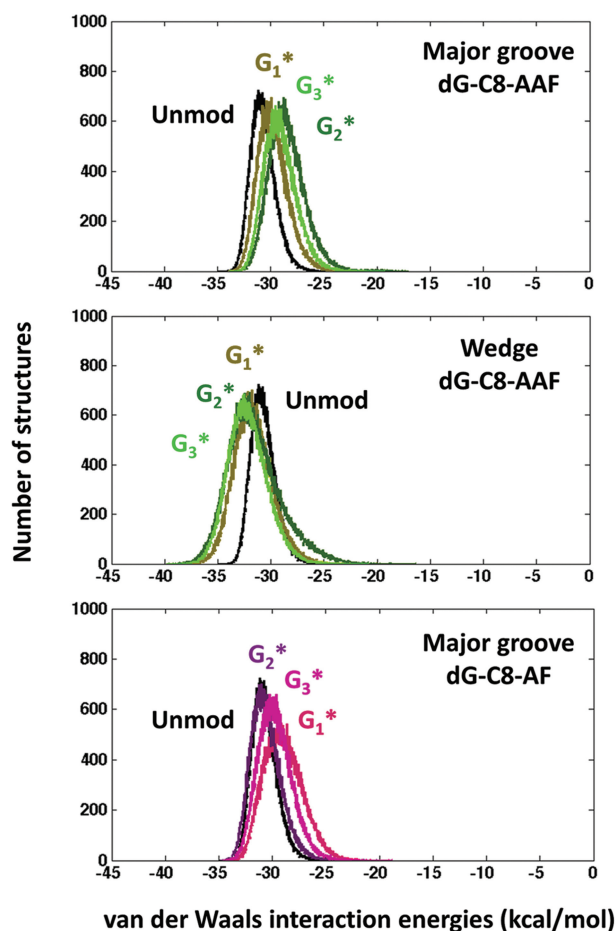 1000
800
600
400
200
0
Major groove
dG-C8-AAF
G₁*
G₃*
G₂*
Unmod
-45 -40 -35 -30 -25 -20 -15 -10 -5 0
1000
800
600
400
200
0
Wedge
dG-C8-AAF
G₁*
G₂*
Unmod
G₃*
-45 -40 -35 -30 -25 -20 -15 -10 -5 0
Number of structures
1000
800
600
400
200
0
Major groove
dG-C8-AF
G₂*
G₃*
Unmod
G₁*
-45 -40 -35 -30 -25 -20 -15 -10 -5 0
van der Waals interaction energies (kcal/mol)